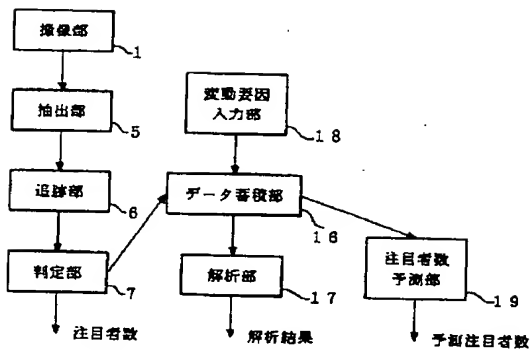 撮像部
1
抽出部
5
変動要因
入力部
18
追跡部
6
データ蓄積部
16
判定部
7
解析部
17
注目者数
予測部
19
注目者数
解析結果
予測注目者数